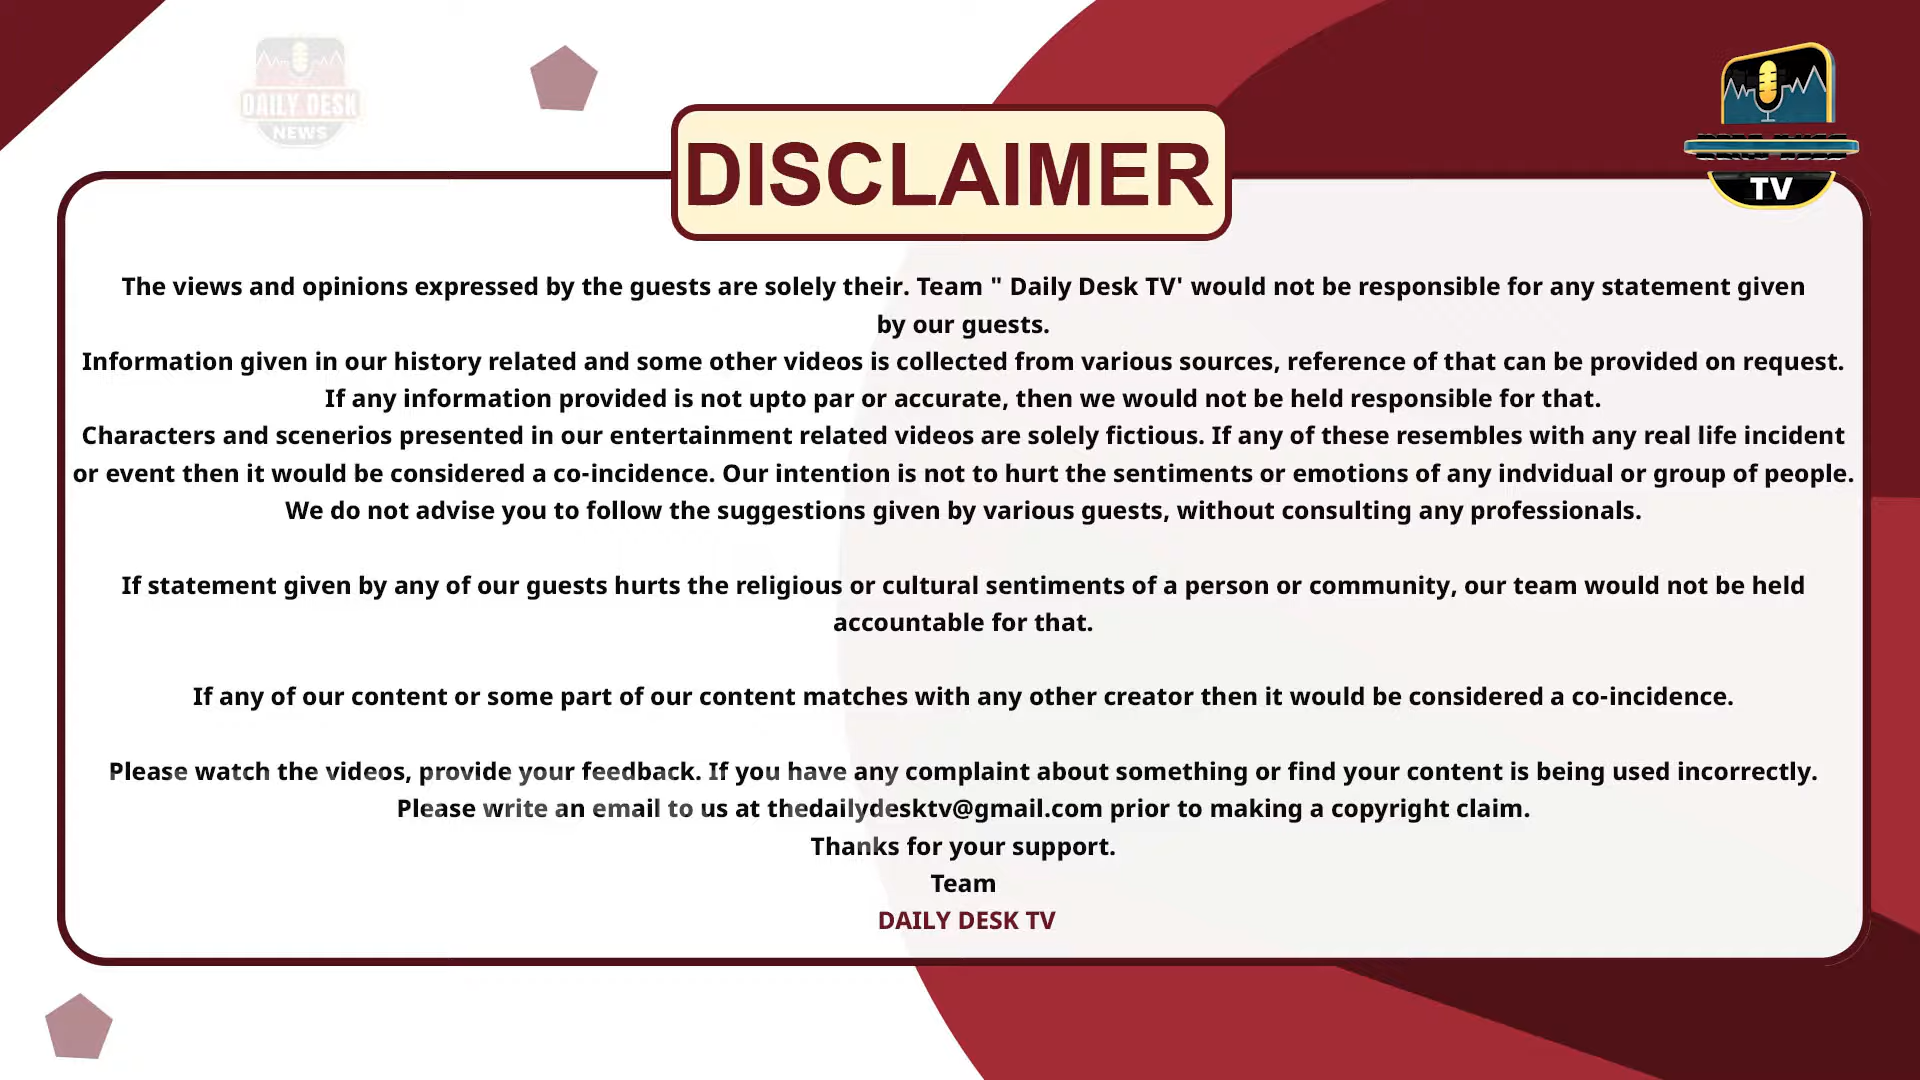 DAILY DESK
NEWS
TV
DISCLAIMER
The views and opinions expressed by the guests are solely their. Team " Daily Desk TV' would not be responsible for any statement given
by our guests.
Information given in our history related and some other videos is collected from various sources, reference of that can be provided on request.
If any information provided is not upto par or accurate, then we would not be held responsible for that.
Characters and scenerios presented in our entertainment related videos are solely fictious. If any of these resembles with any real life incident
or event then it would be considered a co-incidence. Our intention is not to hurt the sentiments or emotions of any indvidual or group of people.
We do not advise you to follow the suggestions given by various guests, without consulting any professionals.
If statement given by any of our guests hurts the religious or cultural sentiments of a person or community, our team would not be held
accountable for that.
If any of our content or some part of our content matches with any other creator then it would be considered a co-incidence.
Please watch the videos, provide your feedback. If you have any complaint about something or find your content is being used incorrectly.
Please write an email to us at thedailydesktv@gmail.com prior to making a copyright claim.
Thanks for your support.
Team
DAILY DESK TV